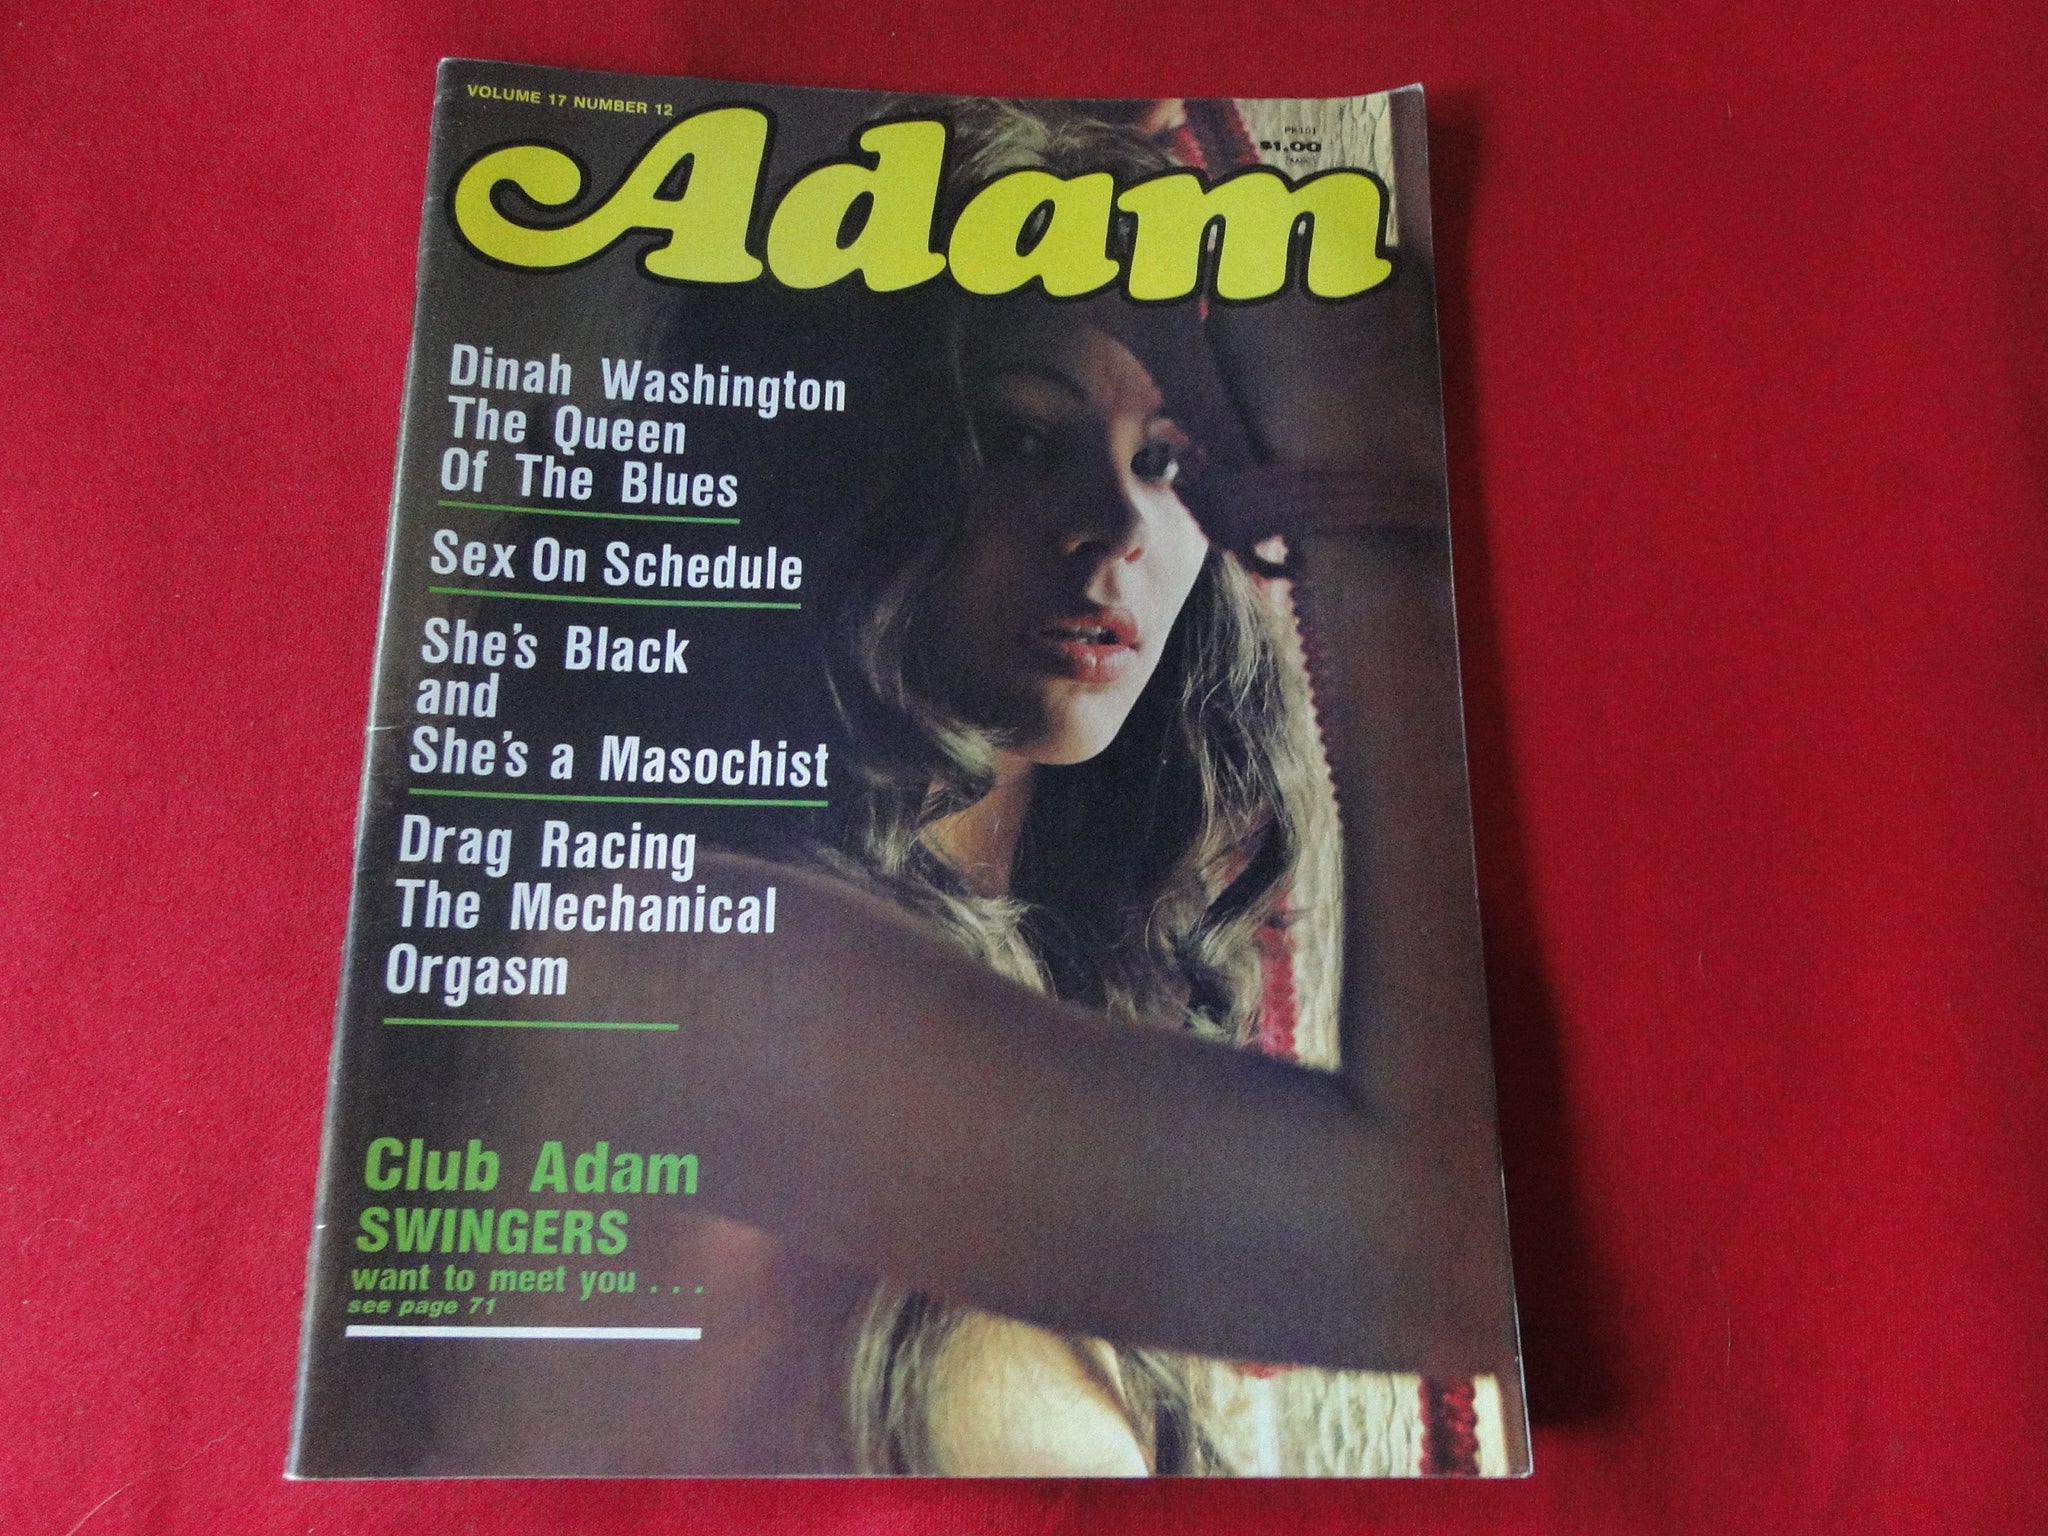 VOLUME 17 NUMBER 12
Adam
$1.00
Dinah Washington
The Queen
Of The Blues
Sex On Schedule
She's Black
and
She's a Masochist
Drag Racing
The Mechanical
Orgasm
Club Adam
SWINGERS
want to meet you . . .
see page 71